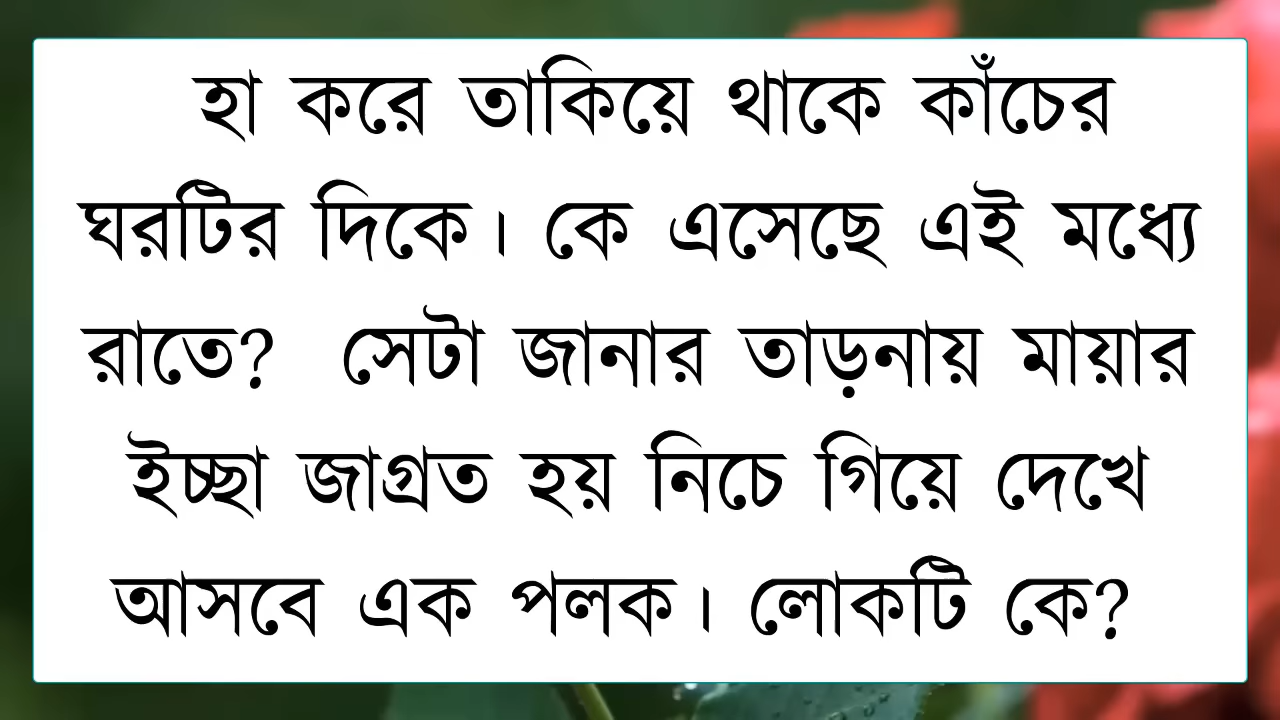 হা করে তাকিয়ে থাকে কাঁচের
ঘরটির দিকে। কে এসেছে এই মধ্যে
রাতে? সেটা জানার তাড়নায় মায়ার
ইচ্ছা জাগ্রত হয় নিচে গিয়ে দেখে
আসবে এক পলক। লোকটি কে?